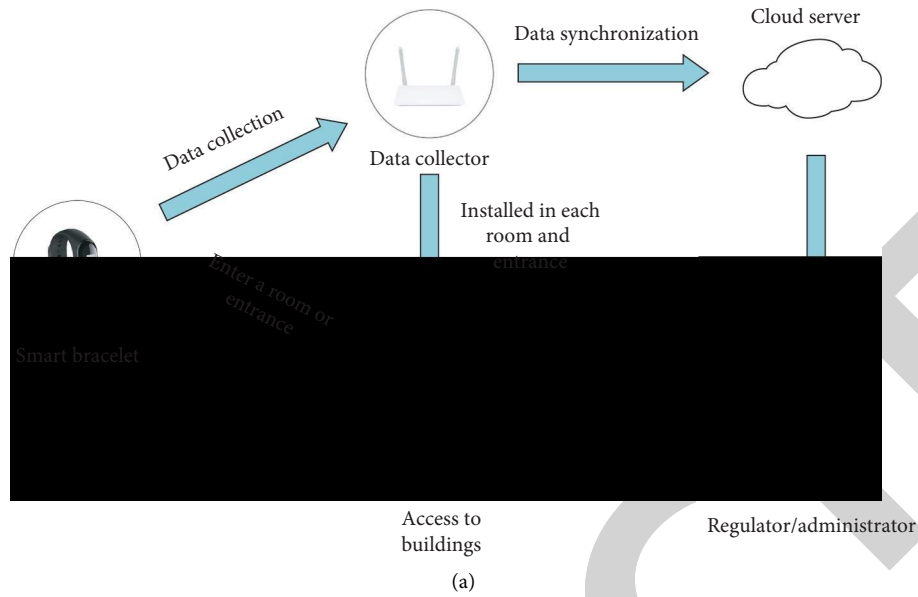 Cloud server
Data synchronization
Data collection
Data collector
Installed in each
room and
entrance
Enter a room or
entrance
Smart bracelet
Access to
buildings
Regulator/administrator
(a)